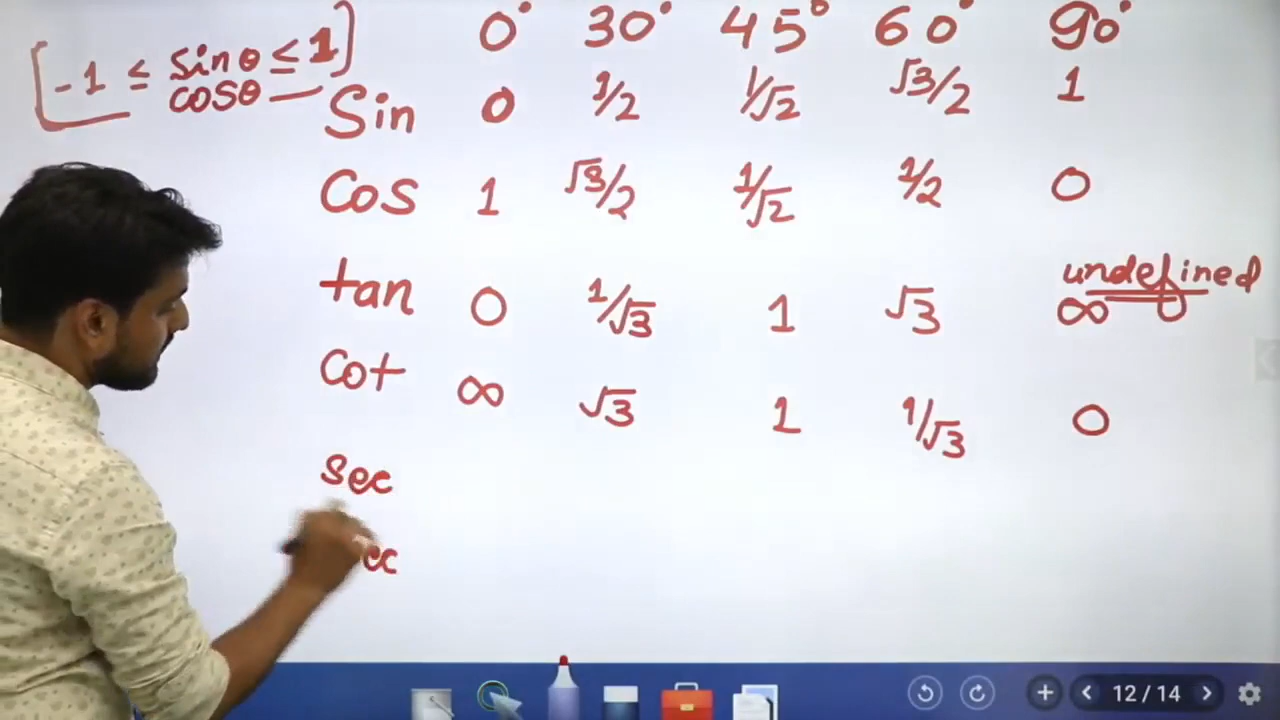 0° 30° 45° 60° 90°
[-1 ≤ sinθ ≤ 1]
cosθ
Sin 0 1/2 1/√2 √3/2 1
Cos 1 √3/2 1/√2 1/2 0
undefined
tan 0 1/√3 1 √3 ∞
Cot ∞ √3 1 1/√3 0
sec
ec
12 / 14